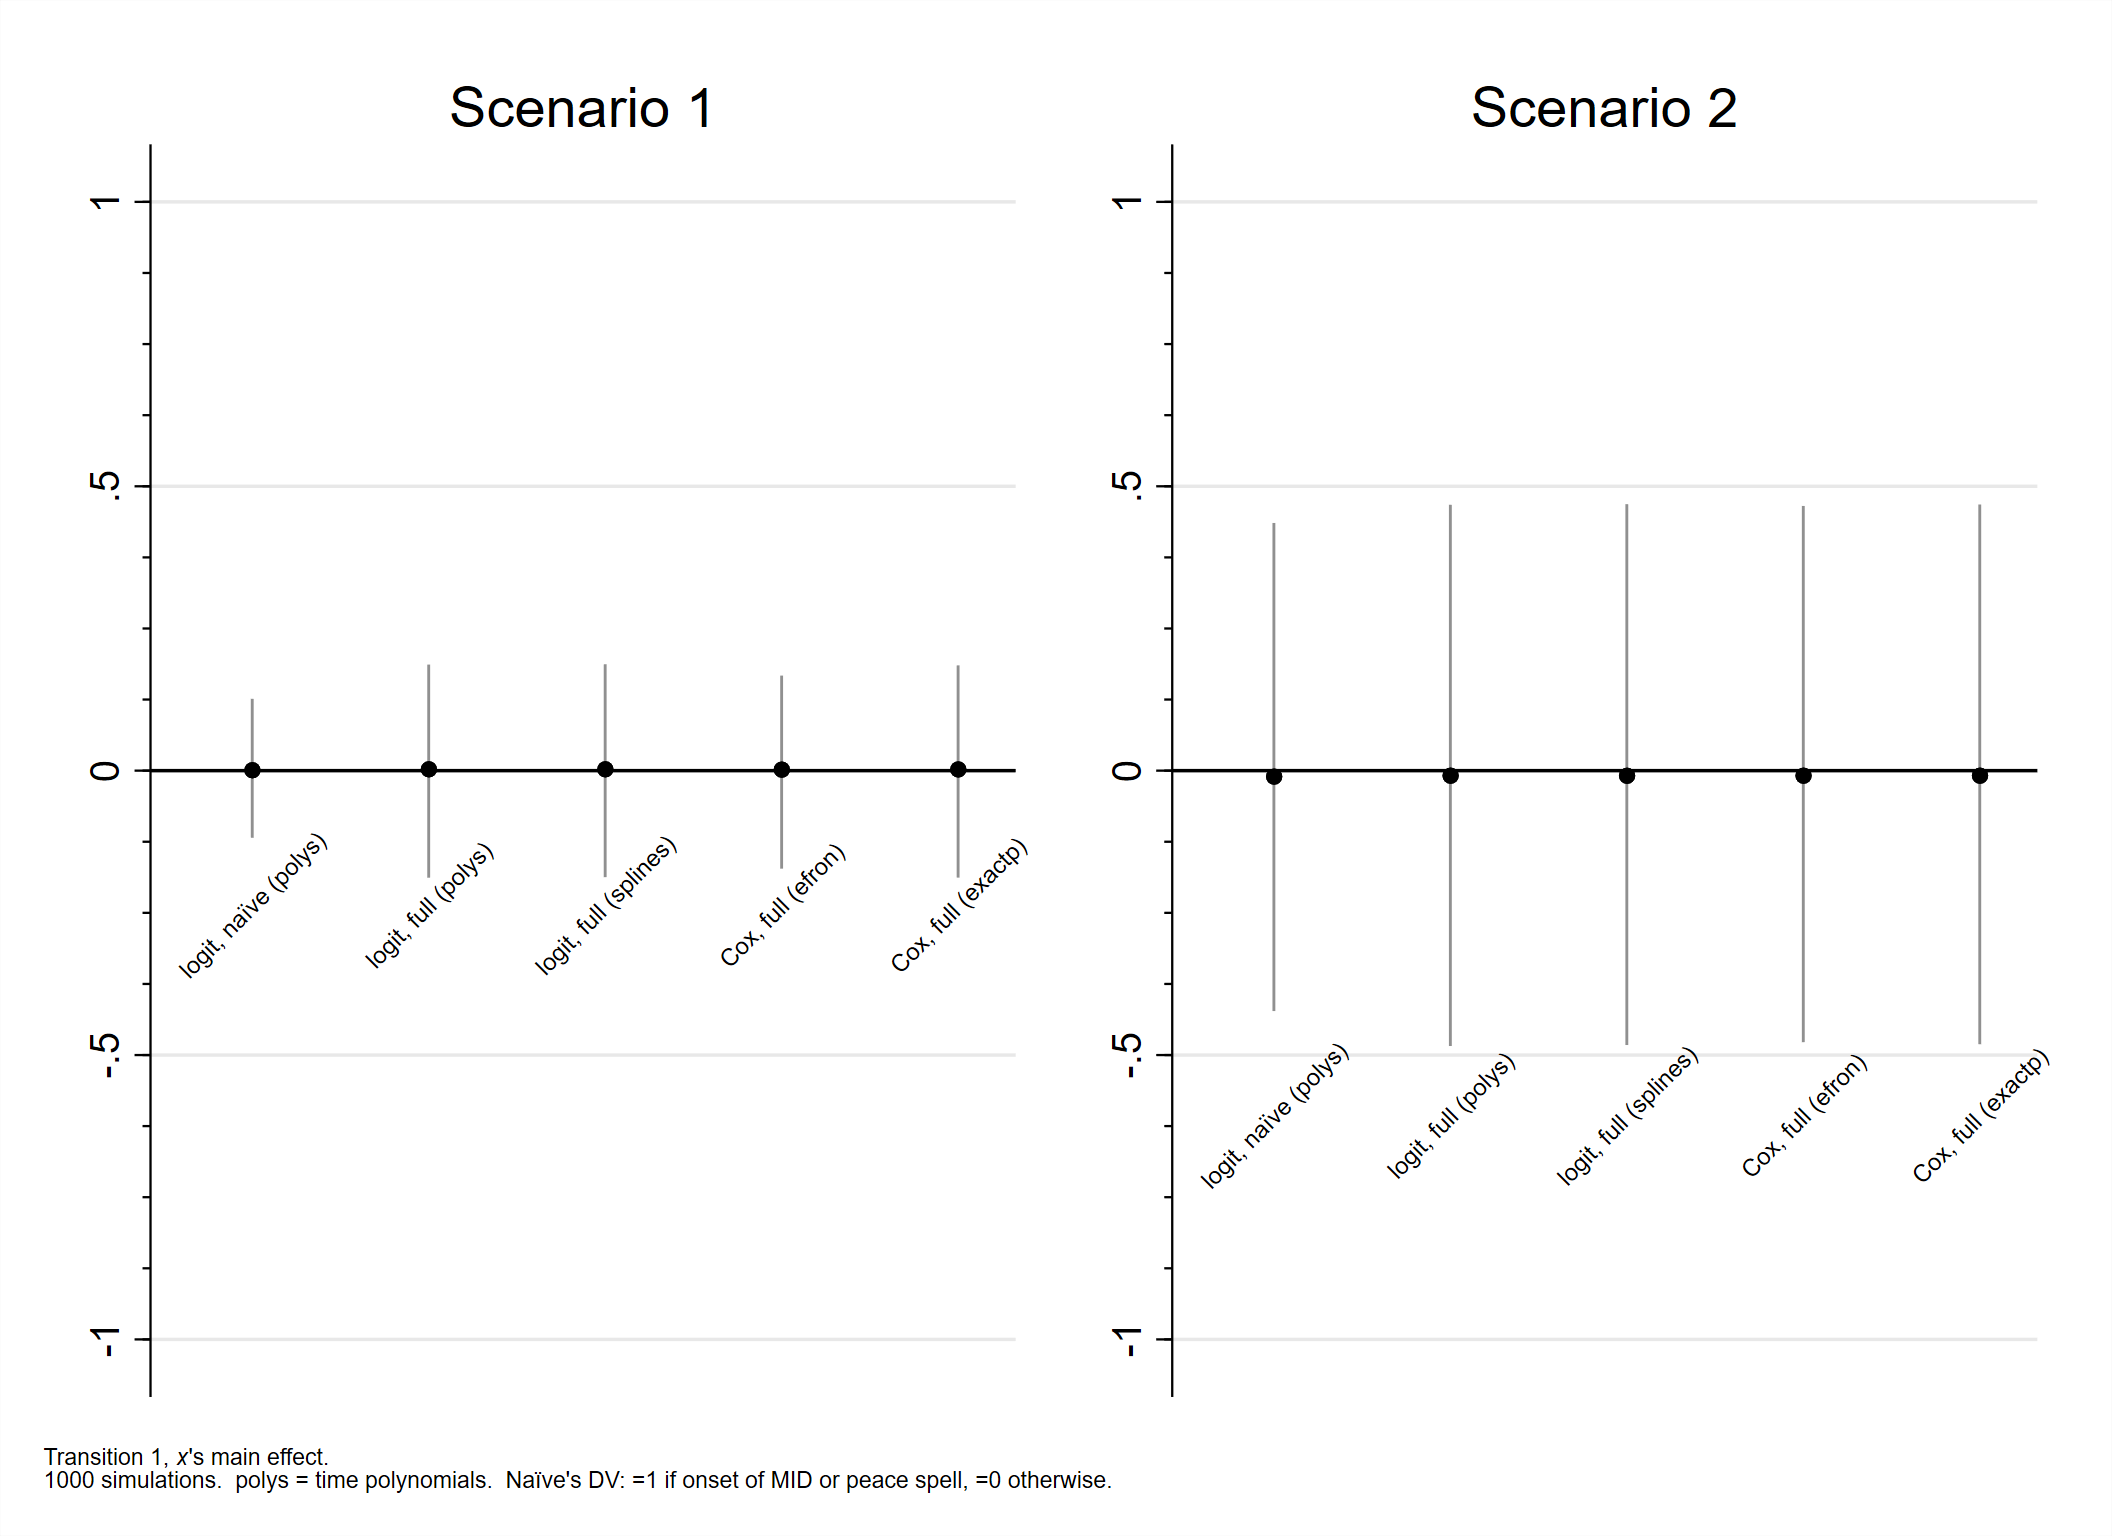 Scenario 1
1
.5
0
-.5
-1
logit, naïve (polys)
logit, full (polys)
logit, full (splines)
Cox, full (efron)
Cox, full (exactp)
Scenario 2
1
.5
0
-.5
-1
logit, naïve (polys)
logit, full (polys)
logit, full (splines)
Cox, full (efron)
Cox, full (exactp)
Transition 1, x's main effect.
1000 simulations.  polys = time polynomials.  Naïve's DV: =1 if onset of MID or peace spell, =0 otherwise.